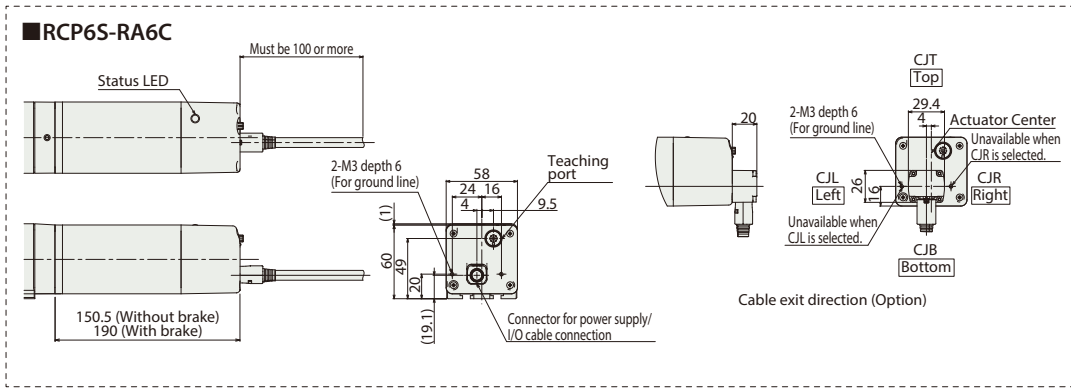 ■RCP6S-RA6C
Must be 100 or more
Status LED
150.5 (Without brake)
190 (With brake)
2-M3 depth 6
(For ground line)
58
24 16
4
9.5
Teaching
port
(1)
60
49
20
(19.1)
Connector for power supply/
I/O cable connection
20
CJT
Top
29.4
4
2-M3 depth 6
(For ground line)
Actuator Center
Unavailable when
CJR is selected.
CJL
Left
26
16
CJR
Right
Unavailable when
CJL is selected.
CJB
Bottom
Cable exit direction (Option)